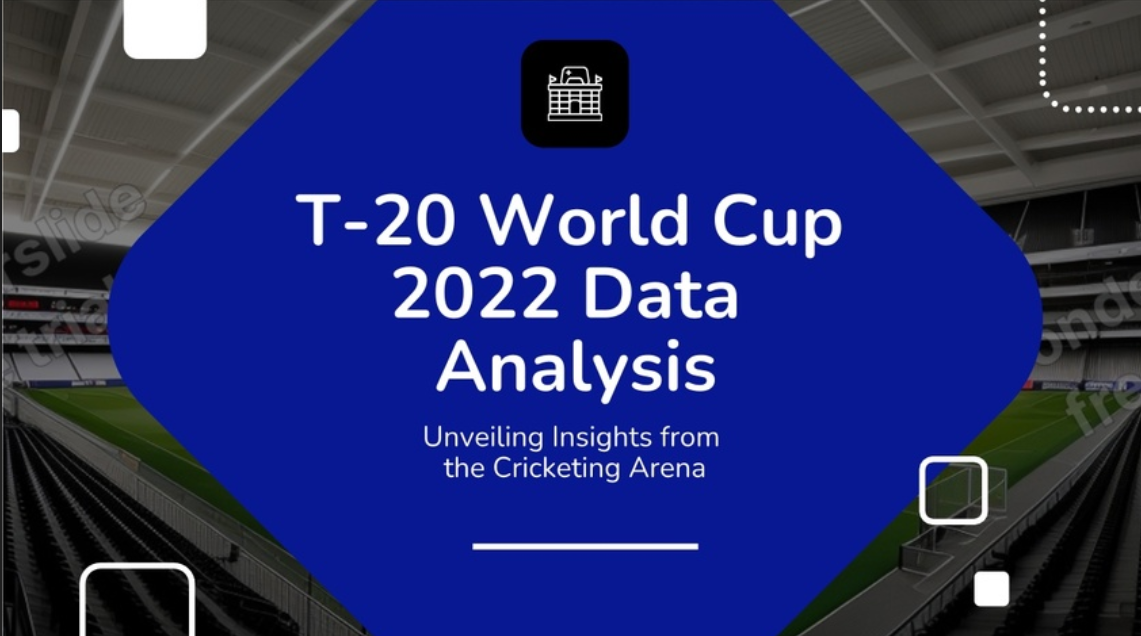 T-20 World Cup
2022 Data
Analysis
Unveiling Insights from
the Cricketing Arena